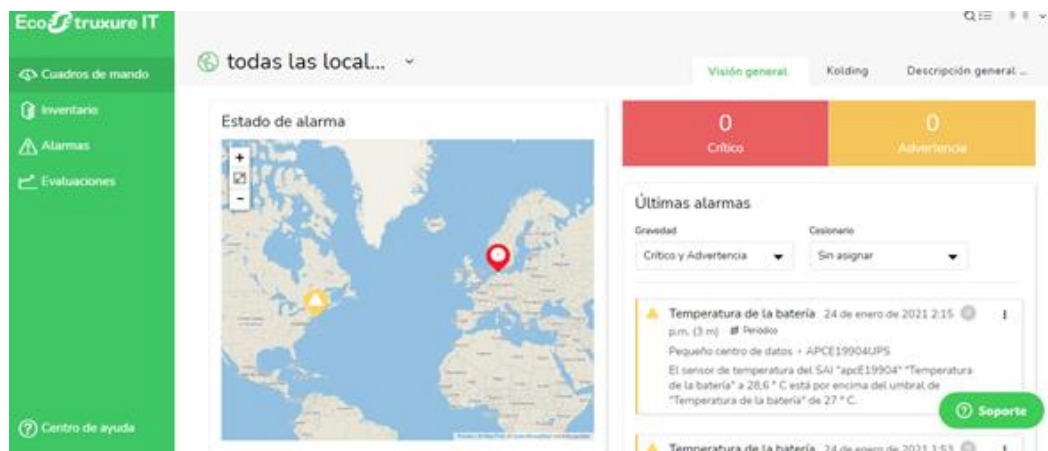 EcoStruxure IT
todas las local...
Visión general
Kolding
Descripción general ...
Cuadros de mando
Inventario
Alarmas
Evaluaciones
Centro de ayuda
Estado de alarma
+
-
0
Crítico
0
Advertencia
Últimas alarmas
Gravedad
Cesionario
Crítico y Advertencia
Sin asignar
Temperatura de la batería 24 de enero de 2021 2:15
p.m. (3 m) Periodico
Pequeño centro de datos • APCE19904UPS
El sensor de temperatura del SAI "apcE19904" "Temperatura
de la batería" a 28,6 ° C está por encima del umbral de
"Temperatura de la batería" de 27 ° C.
Soporte
Temperatura de la batería 24 de enero de 2021 1:53